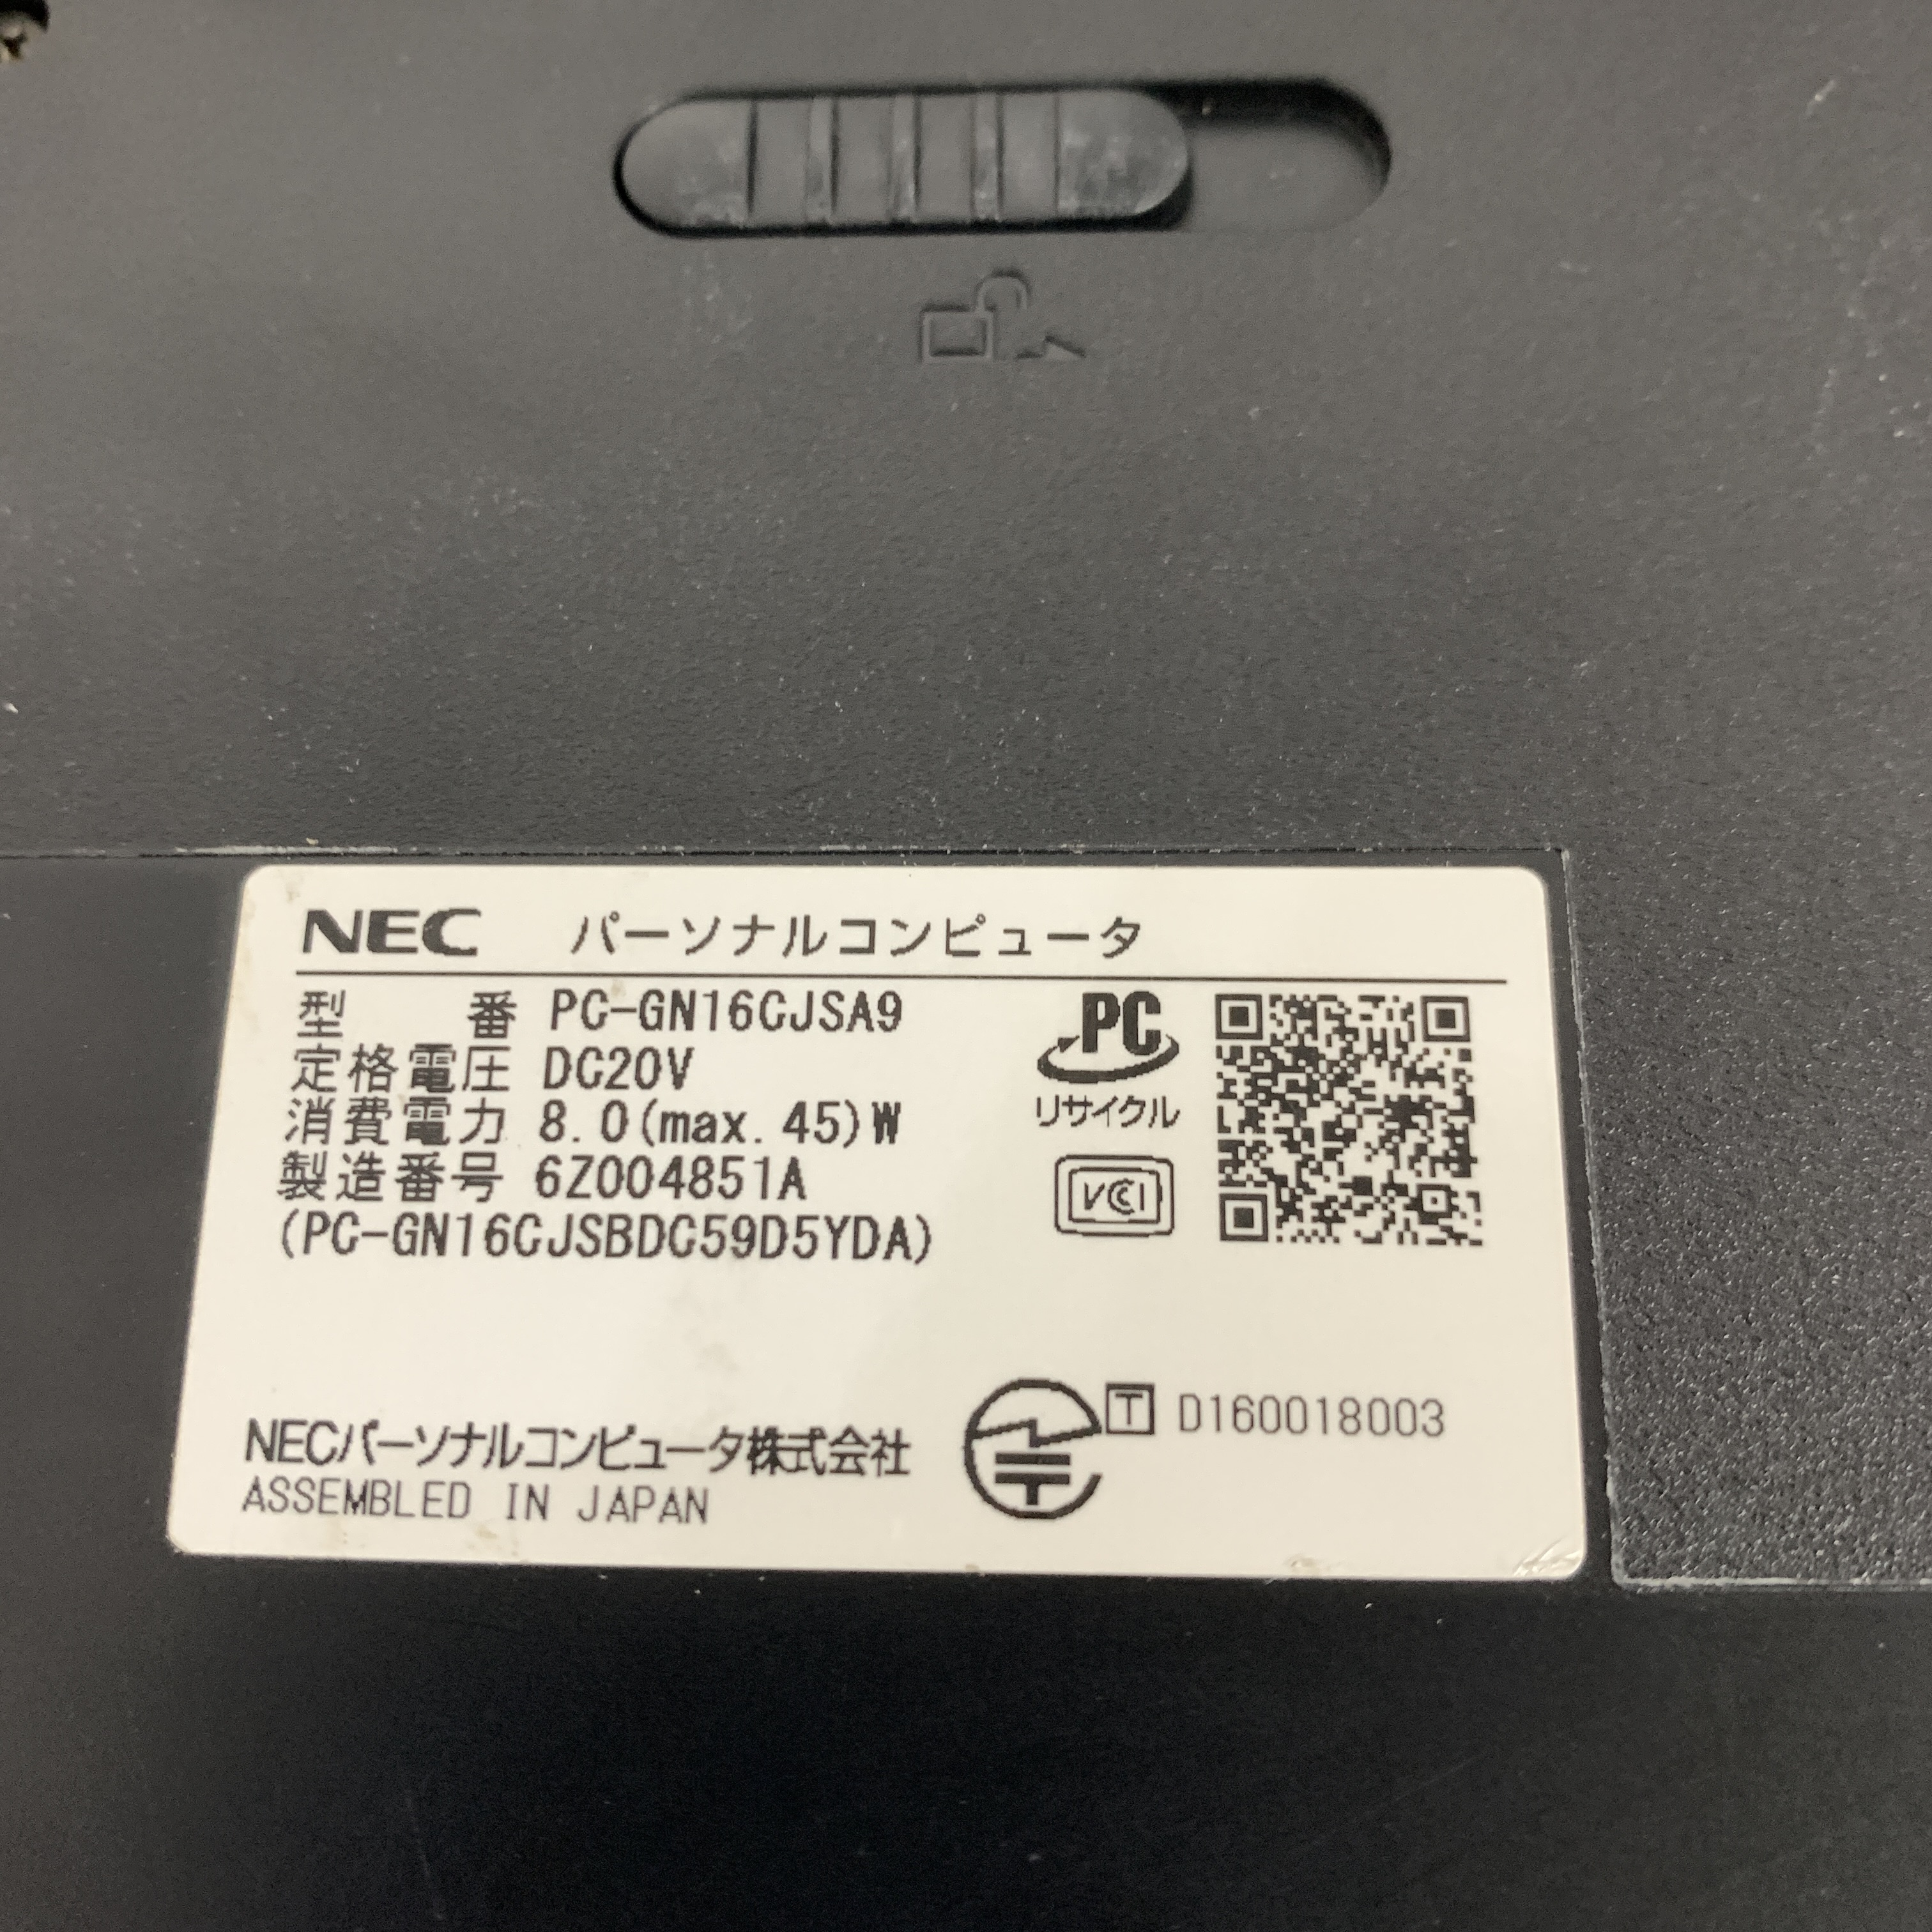 NEC パーソナルコンピュータ
型 番 PC-GN16CJSA9
定格電圧 DC20V
消費電力 8.0(max.45)W
製造番号 6Z004851A
(PC-GN16CJSBDC59D5YDA)
PC
リサイクル
VCCI
T D160018003
NECパーソナルコンピュータ株式会社
ASSEMBLED IN JAPAN